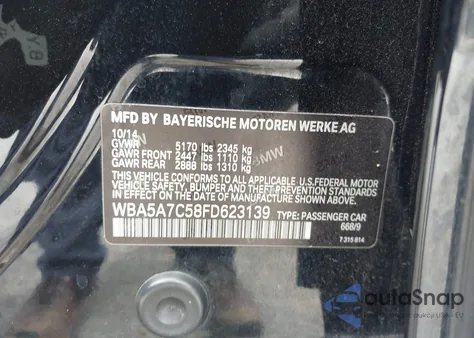 MFD BY BAYERISCHE MOTOREN WERKE AG
10/14
GVWR 5170 lbs 2345 kg
GAWR FRONT 2447 lbs 1110 kg
GAWR REAR 2888 lbs 1310 kg
THIS VEHICLE CONFORMS TO ALL APPLICABLE U.S. FEDERAL MOTOR
VEHICLE SAFETY, BUMPER, AND THEFT PREVENTION STANDARDS
IN EFFECT ON THE DATE OF MANUFACTURE SHOWN ABOVE.
WBA5A7C58FD623139 TYPE: PASSENGER CAR
668/9
7 315 814
BMW
autoSnap